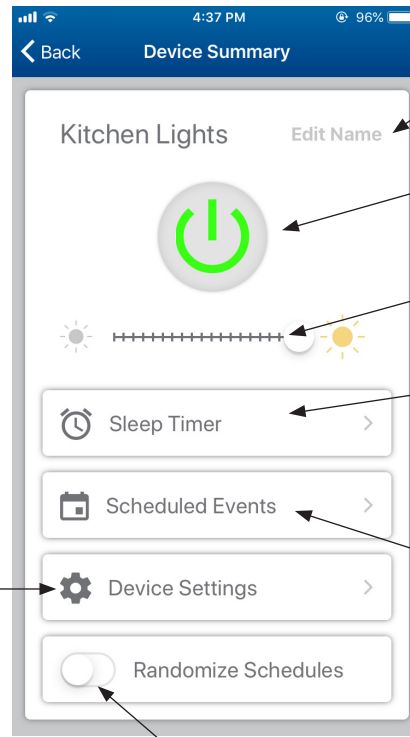 4:37 PM 96%
Back Device Summary
Kitchen Lights Edit Name
Sleep Timer
Scheduled Events
Device Settings
Randomize Schedules